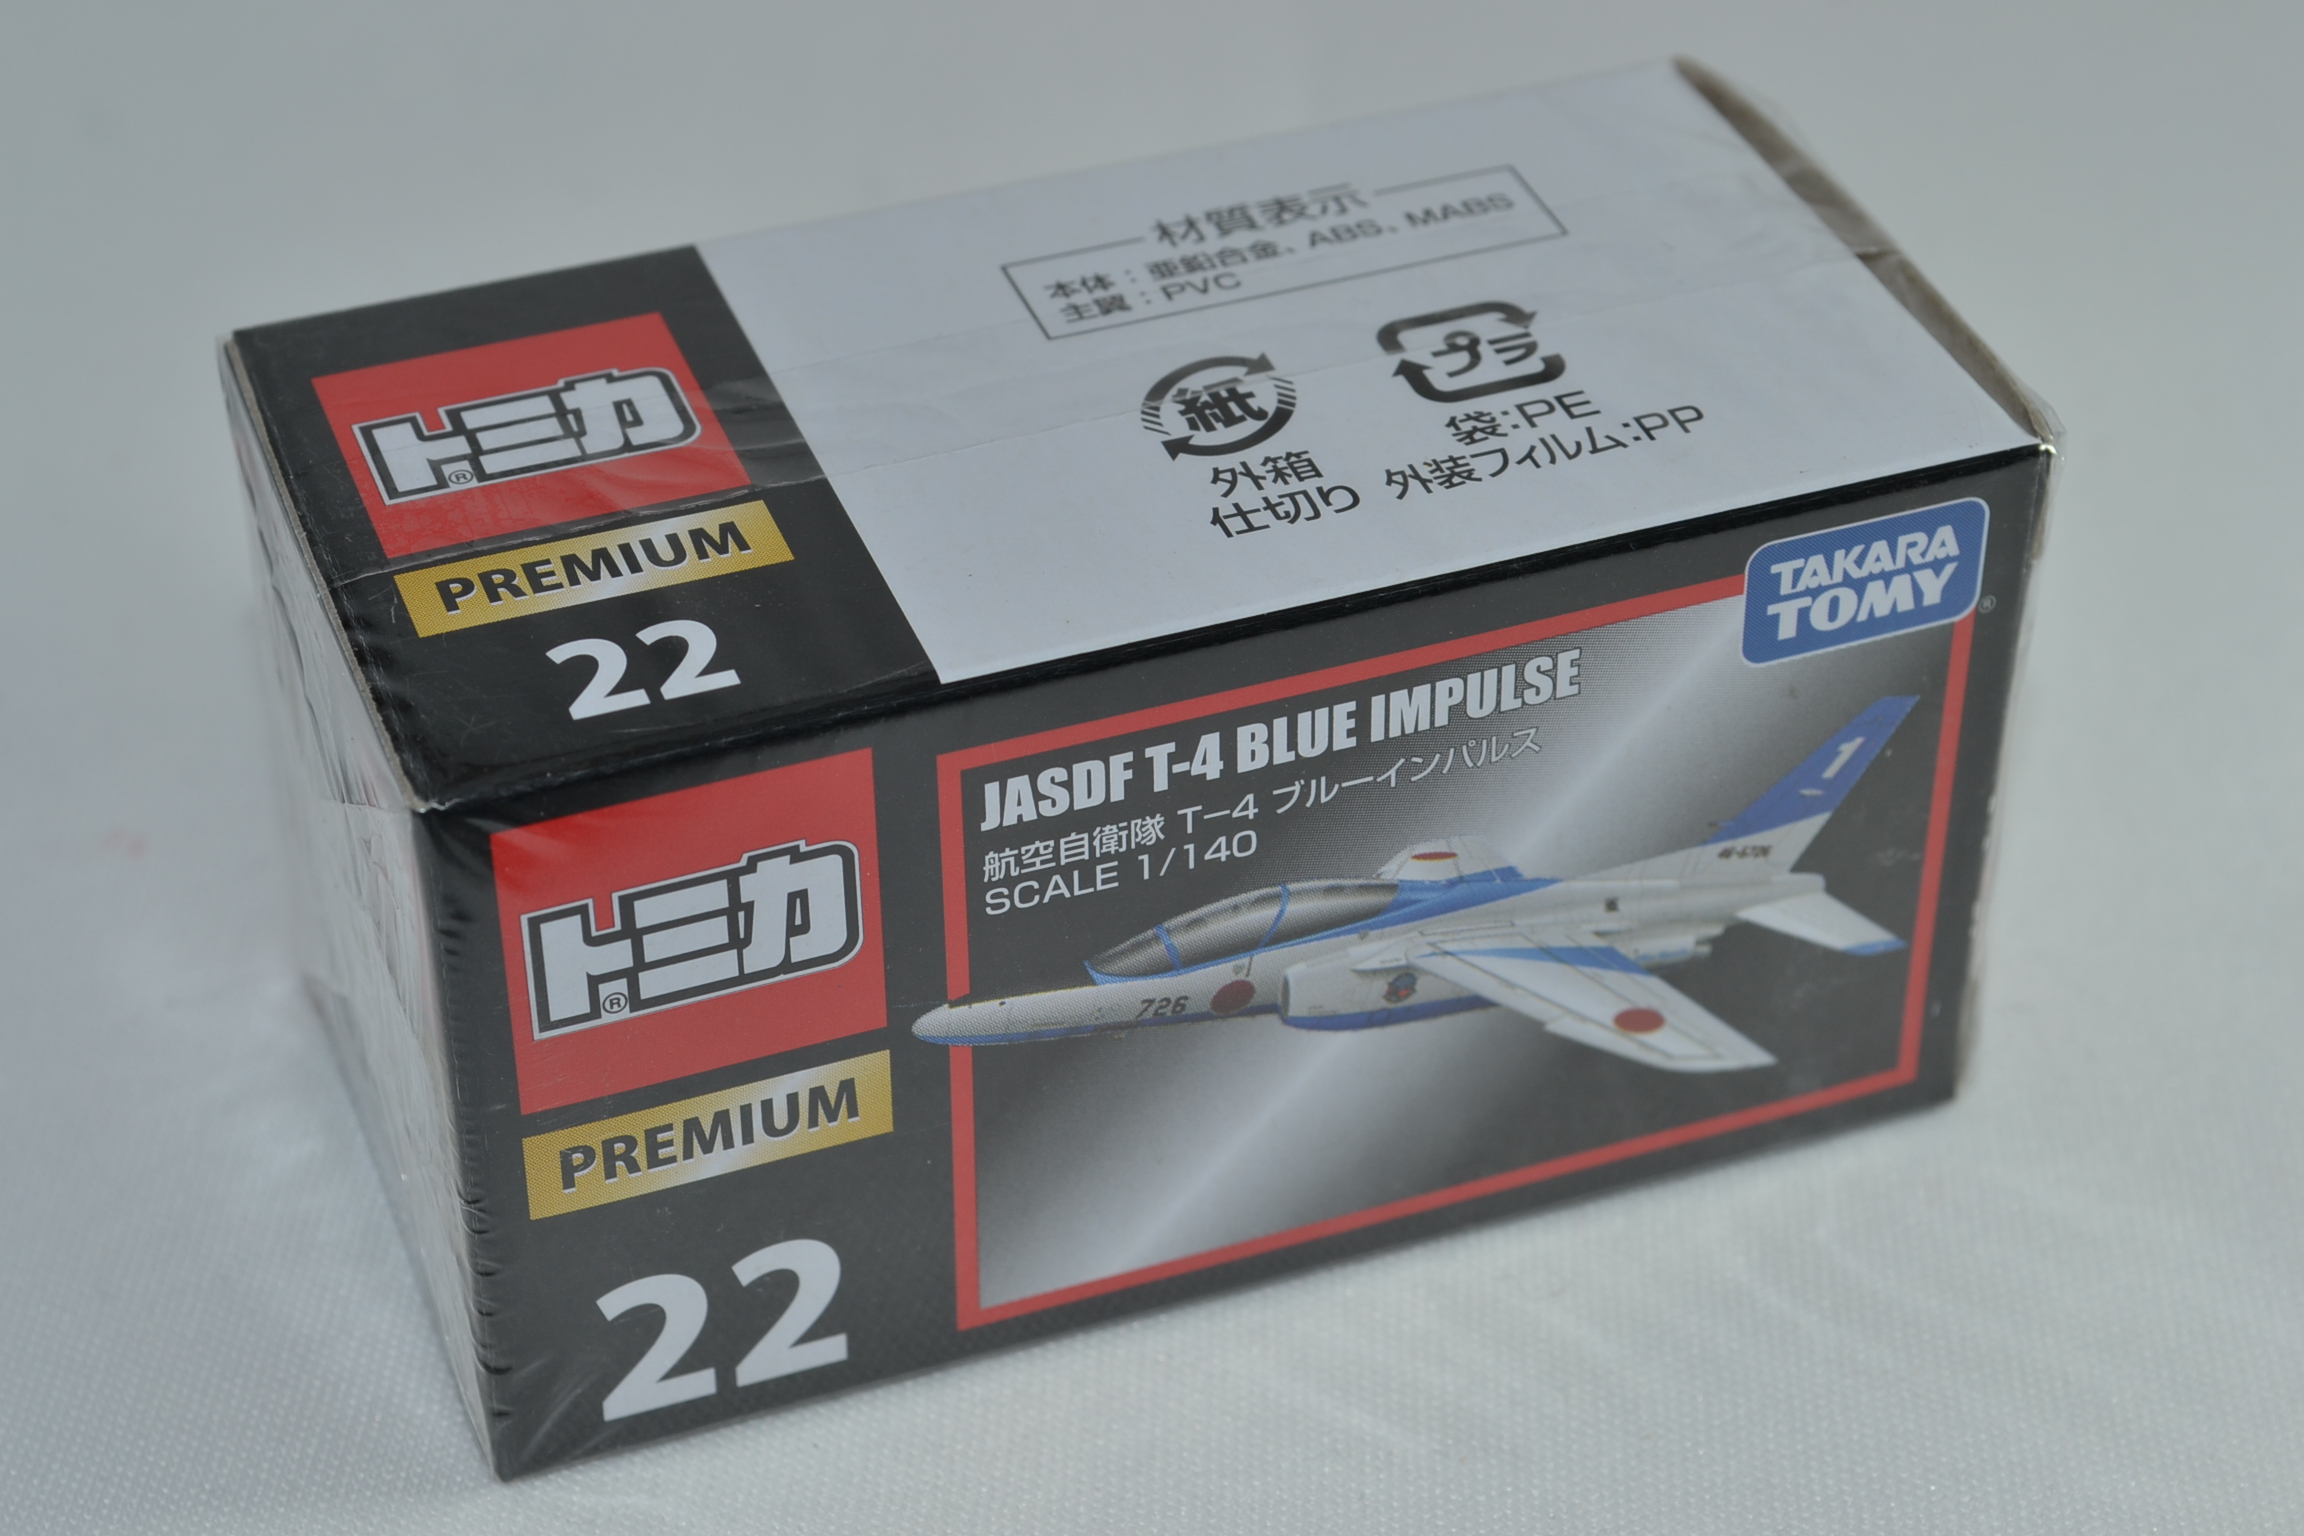 材質表示
本体：亜鉛合金、ABS、MABS
主翼：PVC
プラ
紙
袋:PE
外装フィルム:PP
外箱
仕切り
トミカ®
PREMIUM
22
TAKARA
TOMY®
JASDF T-4 BLUE IMPULSE
航空自衛隊 T-4 ブルーインパルス
SCALE 1/140
1
46-5726
726
トミカ®
PREMIUM
22